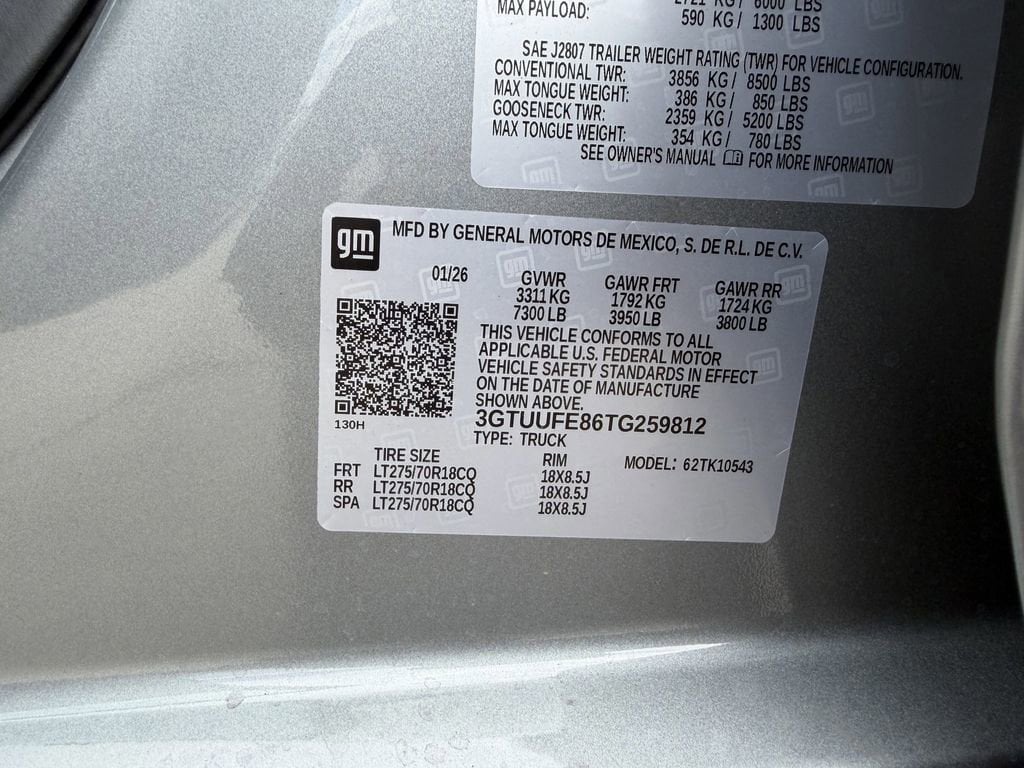 MAX PAYLOAD: 590 KG/ 1300 LBS
SAE J2807 TRAILER WEIGHT RATING (TWR) FOR VEHICLE CONFIGURATION.
CONVENTIONAL TWR: 3856 KG/ 8500 LBS
MAX TONGUE WEIGHT: 386 KG/ 850 LBS
GOOSENECK TWR: 2359 KG/ 5200 LBS
MAX TONGUE WEIGHT: 354 KG/ 780 LBS
SEE OWNER'S MANUAL FOR MORE INFORMATION
gm MFD BY GENERAL MOTORS DE MEXICO, S. DE R.L. DE C.V.
01/26 GVWR GAWR FRT GAWR RR
3311 KG 1792 KG 1724 KG
7300 LB 3950 LB 3800 LB
THIS VEHICLE CONFORMS TO ALL
APPLICABLE U.S. FEDERAL MOTOR
VEHICLE SAFETY STANDARDS IN EFFECT
ON THE DATE OF MANUFACTURE
SHOWN ABOVE.
3GTUUFE86TG259812
130H
TYPE: TRUCK
TIRE SIZE RIM MODEL: 62TK10543
FRT LT275/70R18CQ 18X8.5J
RR LT275/70R18CQ 18X8.5J
SPA LT275/70R18CQ 18X8.5J